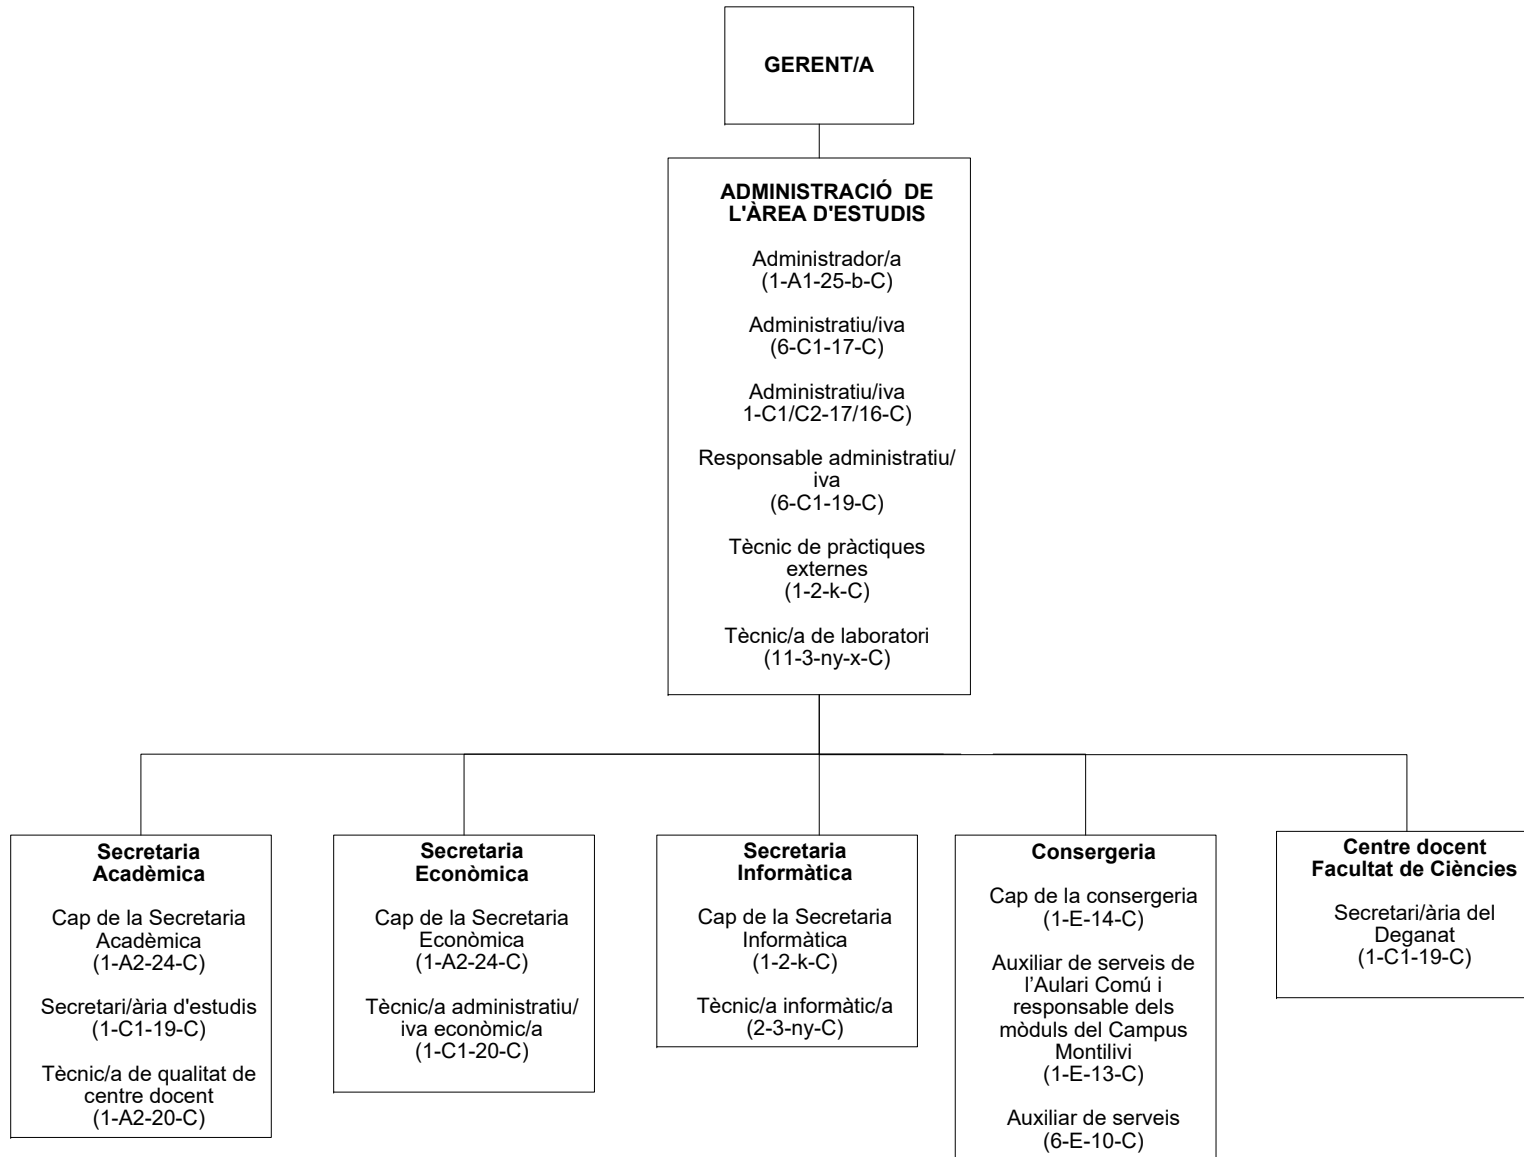 GERENT/A
ADMINISTRACIÓ DE
L'ÀREA D'ESTUDIS
Administrador/a
(1-A1-25-b-C)
Administratiu/iva
(6-C1-17-C)
Administratiu/iva
1-C1/C2-17/16-C)
Responsable administratiu/
iva
(6-C1-19-C)
Tècnic de pràctiques
externes
(1-2-k-C)
Tècnic/a de laboratori
(11-3-ny-x-C)
Secretaria
Acadèmica
Cap de la Secretaria
Acadèmica
(1-A2-24-C)
Secretari/ària d'estudis
(1-C1-19-C)
Tècnic/a de qualitat de
centre docent
(1-A2-20-C)
Secretaria
Econòmica
Cap de la Secretaria
Econòmica
(1-A2-24-C)
Tècnic/a administratiu/
iva econòmic/a
(1-C1-20-C)
Secretaria
Informàtica
Cap de la Secretaria
Informàtica
(1-2-k-C)
Tècnic/a informàtic/a
(2-3-ny-C)
Consergeria
Cap de la consergeria
(1-E-14-C)
Auxiliar de serveis de
l’Aulari Comú i
responsable dels
mòduls del Campus
Montilivi
(1-E-13-C)
Auxiliar de serveis
(6-E-10-C)
Centre docent
Facultat de Ciències
Secretari/ària del
Deganat
(1-C1-19-C)